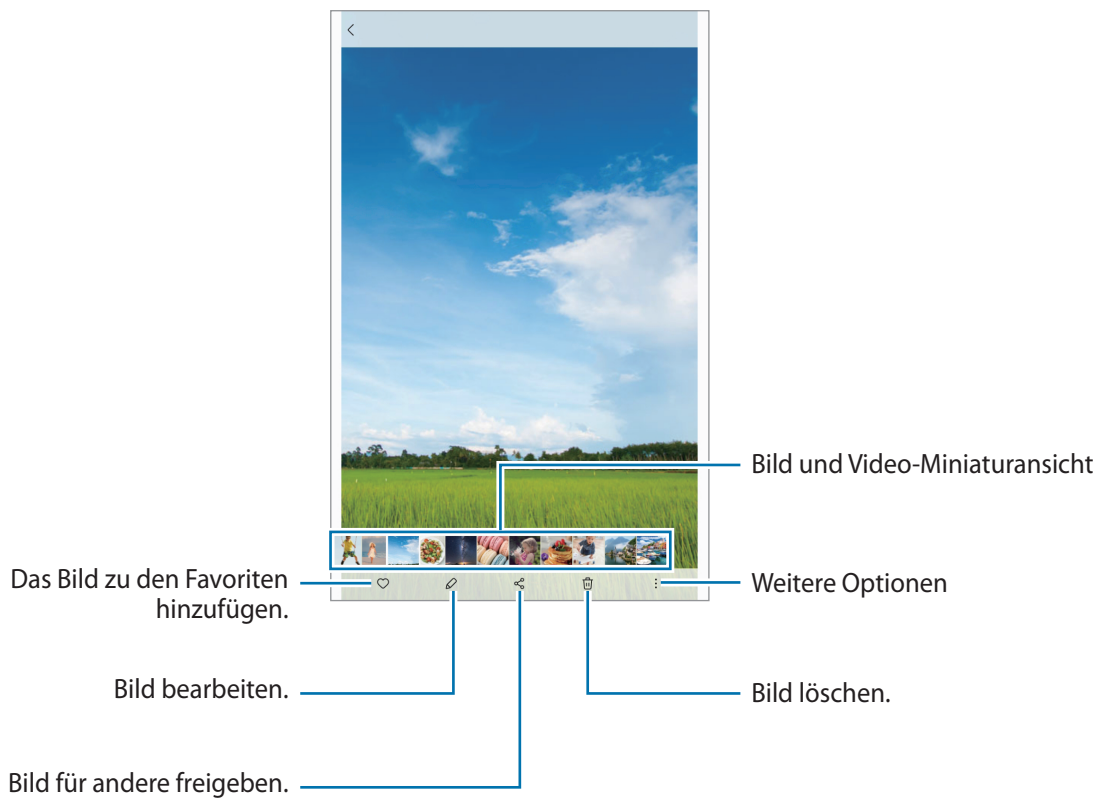 Bild und Video-Miniaturansicht
Das Bild zu den Favoriten
hinzufügen.
Weitere Optionen
Bild bearbeiten.
Bild löschen.
Bild für andere freigeben.